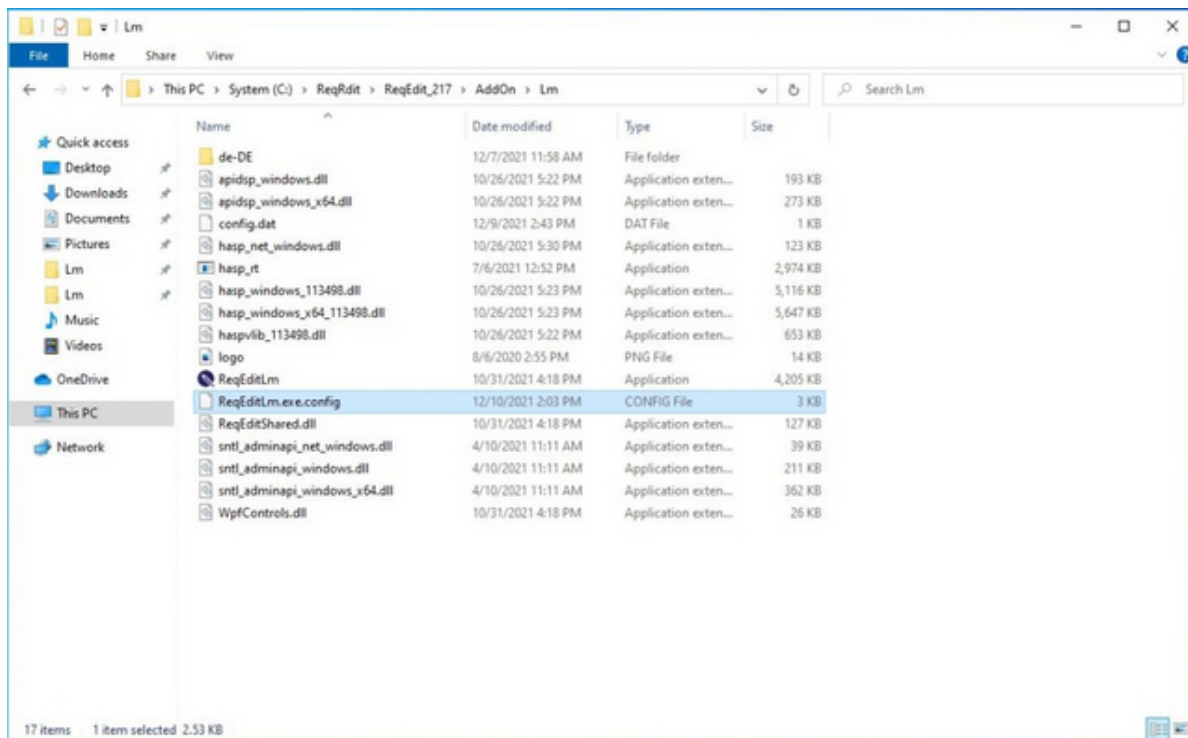 Lm
File Home Share View
This PC › System (C:) › ReqRdit › ReqEdit_217 › AddOn › Lm
Search Lm
Name Date modified Type Size
Quick access
Desktop
Downloads
Documents
Pictures
Lm
Lm
Music
Videos
OneDrive
This PC
Network
de-DE 12/7/2021 11:58 AM File folder
apidsp_windows.dll 10/26/2021 5:22 PM Application exten... 193 KB
apidsp_windows_x64.dll 10/26/2021 5:22 PM Application exten... 273 KB
config.dat 12/9/2021 2:43 PM DAT File 1 KB
hasp_net_windows.dll 10/26/2021 5:30 PM Application exten... 123 KB
hasp_rt 7/6/2021 12:52 PM Application 2,974 KB
hasp_windows_113498.dll 10/26/2021 5:23 PM Application exten... 5,116 KB
hasp_windows_x64_113498.dll 10/26/2021 5:23 PM Application exten... 5,647 KB
haspvlib_113498.dll 10/26/2021 5:22 PM Application exten... 653 KB
logo 8/6/2020 2:55 PM PNG File 14 KB
ReqEditLm 10/31/2021 4:18 PM Application 4,205 KB
ReqEditLm.exe.config 12/10/2021 2:03 PM CONFIG File 3 KB
ReqEditShared.dll 10/31/2021 4:18 PM Application exten... 127 KB
sntl_adminapi_net_windows.dll 4/10/2021 11:11 AM Application exten... 39 KB
sntl_adminapi_windows.dll 4/10/2021 11:11 AM Application exten... 211 KB
sntl_adminapi_windows_x64.dll 4/10/2021 11:11 AM Application exten... 362 KB
WpfControls.dll 10/31/2021 4:18 PM Application exten... 26 KB
17 items 1 item selected 2.53 KB